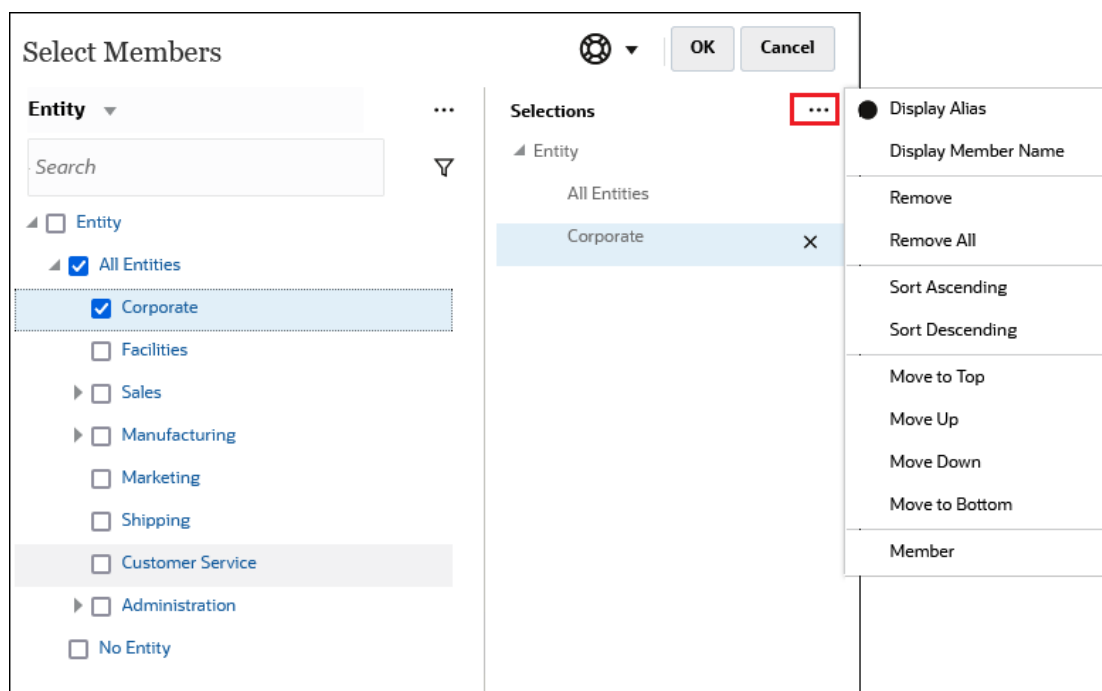 Select Members
OK
Cancel
Entity
Search
Entity
All Entities
Corporate
Facilities
Sales
Manufacturing
Marketing
Shipping
Customer Service
Administration
No Entity
Selections
Entity
All Entities
Corporate
Display Alias
Display Member Name
Remove
Remove All
Sort Ascending
Sort Descending
Move to Top
Move Up
Move Down
Move to Bottom
Member